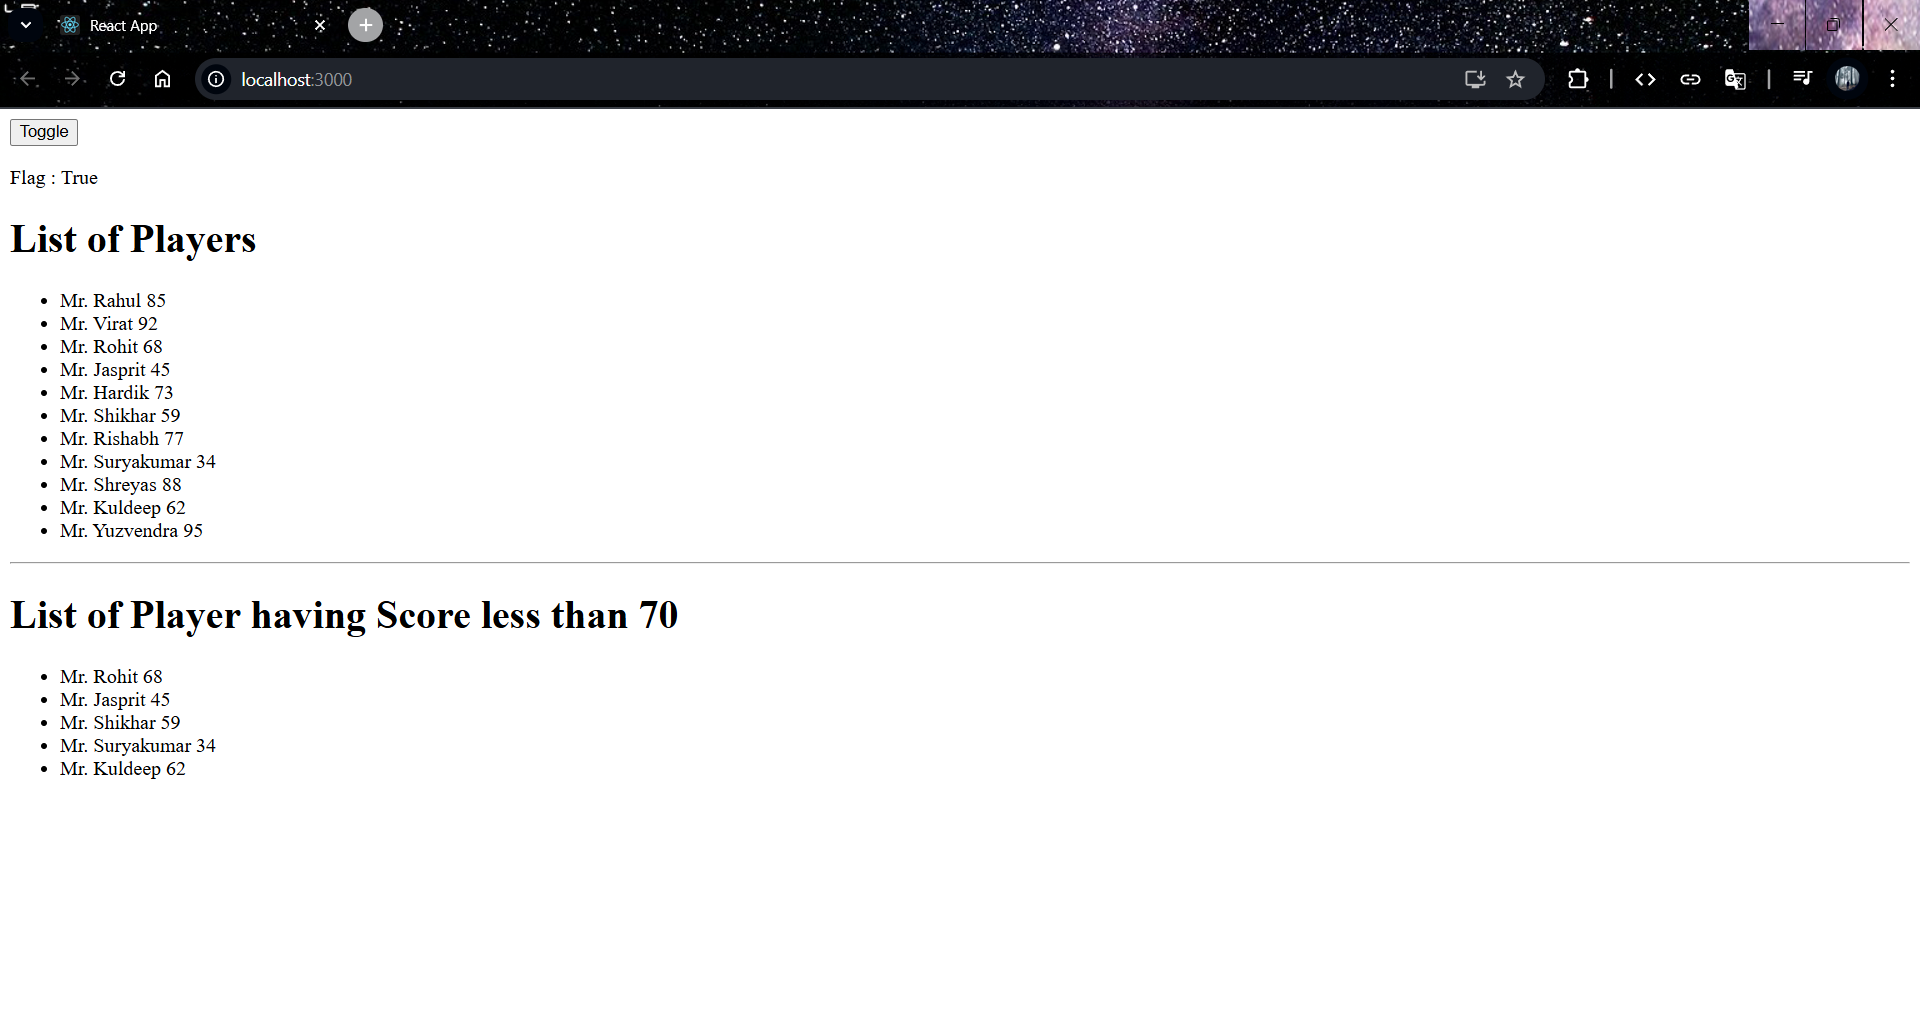 React App
localhost:3000
Toggle
Flag : True
List of Players
Mr. Rahul 85
Mr. Virat 92
Mr. Rohit 68
Mr. Jasprit 45
Mr. Hardik 73
Mr. Shikhar 59
Mr. Rishabh 77
Mr. Suryakumar 34
Mr. Shreyas 88
Mr. Kuldeep 62
Mr. Yuzvendra 95
List of Player having Score less than 70
Mr. Rohit 68
Mr. Jasprit 45
Mr. Shikhar 59
Mr. Suryakumar 34
Mr. Kuldeep 62